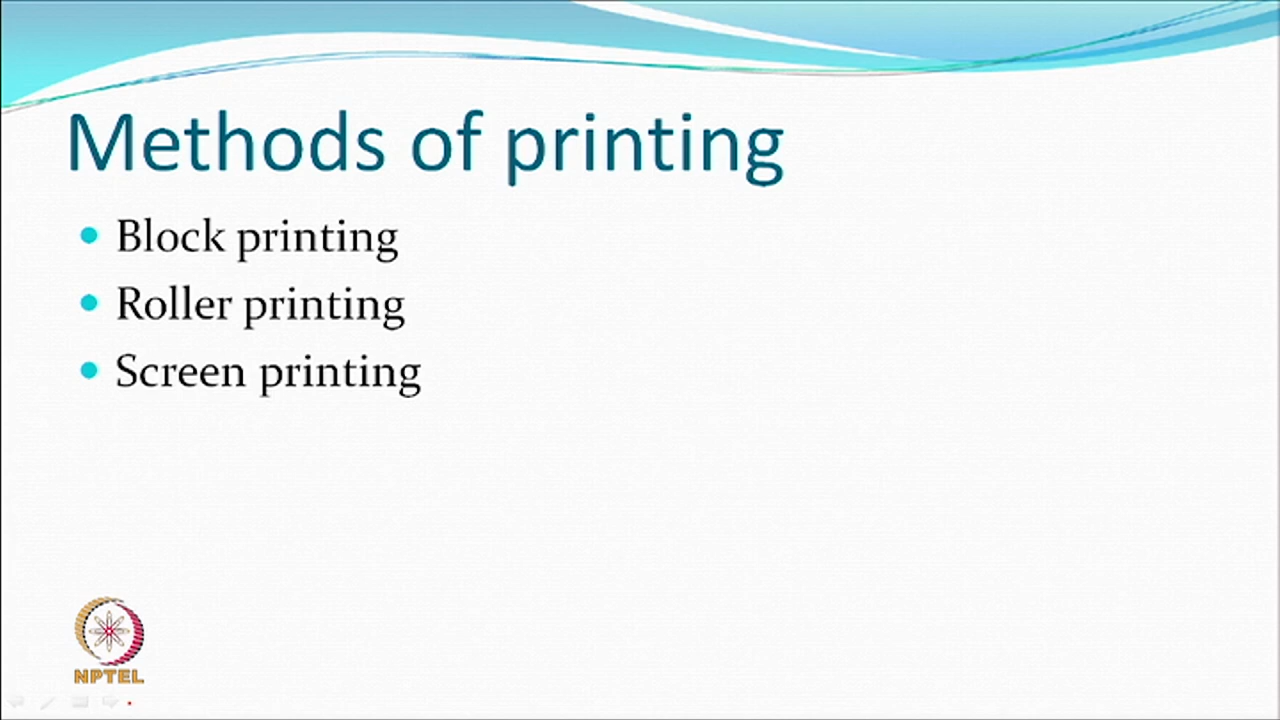 Methods of printing
Block printing
Roller printing
Screen printing
NPTEL